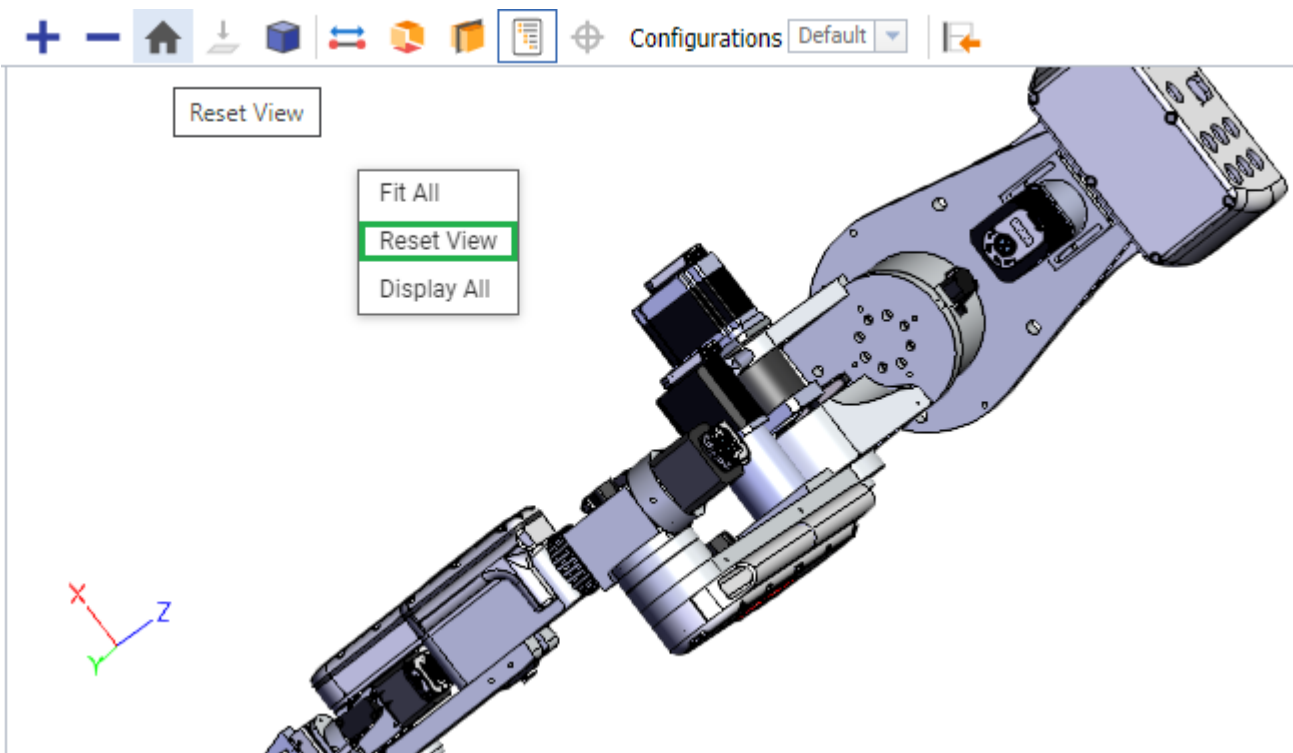 Configurations Default
Reset View
Fit All
Reset View
Display All
X
Z
Y